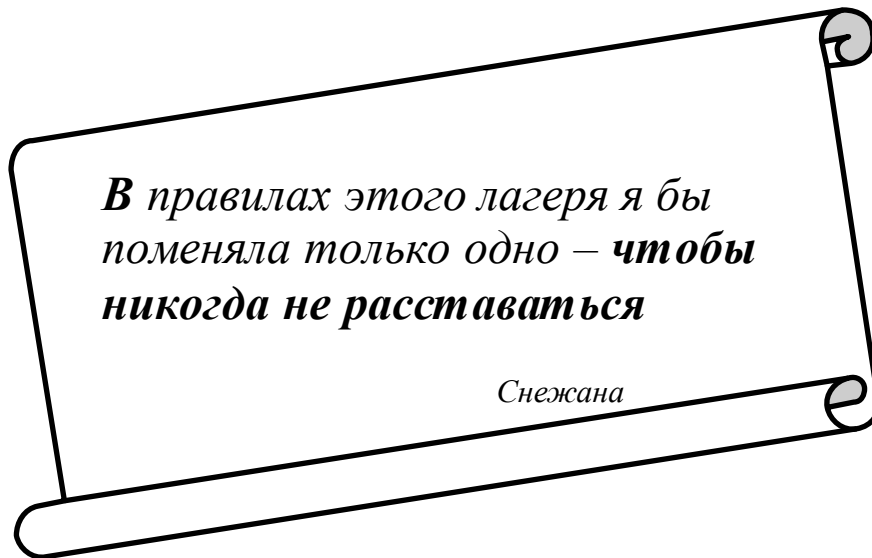 В правилах этого лагеря я бы
поменяла только одно – чтобы
никогда не расставаться
Снежана